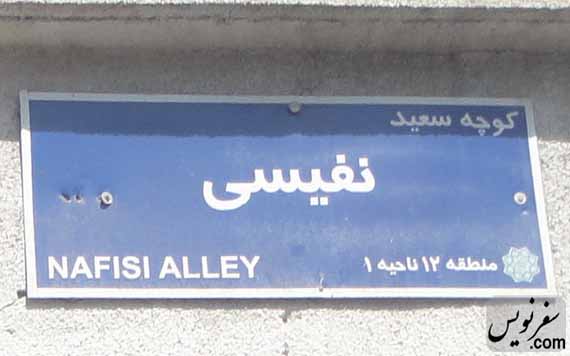 کوچه سعید
نفیسی
NAFISI ALLEY
منطقه ۱۲ ناحیه ۱
سفرنویس
.com